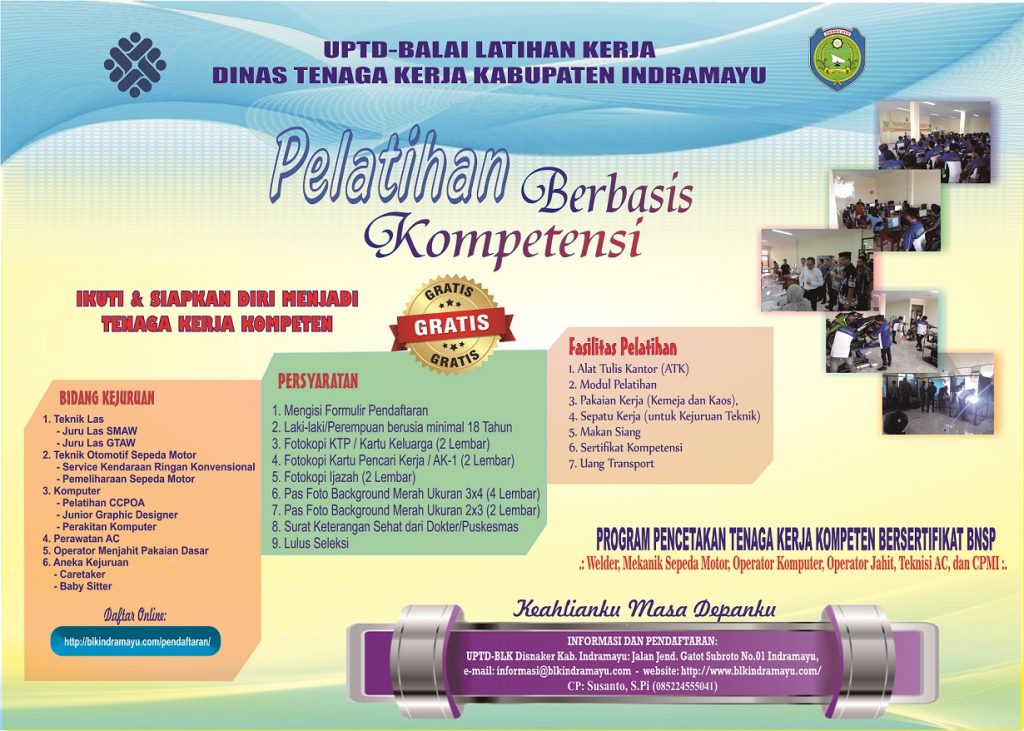 UPTD-BALAI LATIHAN KERJA
DINAS TENAGA KERJA KABUPATEN INDRAMAYU
Pelatihan Berbasis
Kompetensi
IKUTI & SIAPKAN DIRI MENJADI
TENAGA KERJA KOMPETEN
GRATIS
GRATIS
GRATIS
BIDANG KEJURUAN
1. Teknik Las
- Juru Las SMAW
- Juru Las GTAW
2. Teknik Otomotif Sepeda Motor
- Service Kendaraan Ringan Konvensional
- Pemeliharaan Sepeda Motor
3. Komputer
- Pelatihan CCPOA
- Junior Graphic Designer
- Perakitan Komputer
4. Perawatan AC
5. Operator Menjahit Pakaian Dasar
6. Aneka Kejuruan
- Caretaker
- Baby Sitter
Daftar Online:
http://blkindramayu.com/pendaftaran/
PERSYARATAN
1. Mengisi Formulir Pendaftaran
2. Laki-laki/Perempuan berusia minimal 18 Tahun
3. Fotokopi KTP / Kartu Keluarga (2 Lembar)
4. Fotokopi Kartu Pencari Kerja / AK-1 (2 Lembar)
5. Fotokopi Ijazah (2 Lembar)
6. Pas Foto Background Merah Ukuran 3x4 (4 Lembar)
7. Pas Foto Background Merah Ukuran 2x3 (2 Lembar)
8. Surat Keterangan Sehat dari Dokter/Puskesmas
9. Lulus Seleksi
Fasilitas Pelatihan
1. Alat Tulis Kantor (ATK)
2. Modul Pelatihan
3. Pakaian Kerja (Kemeja dan Kaos),
4. Sepatu Kerja (untuk Kejuruan Teknik)
5. Makan Siang
6. Sertifikat Kompetensi
7. Uang Transport
PROGRAM PENCETAKAN TENAGA KERJA KOMPETEN BERSERTIFIKAT BNSP
.: Welder, Mekanik Sepeda Motor, Operator Komputer, Operator Jahit, Teknisi AC, dan CPMI :.
Keahlianku Masa Depanku
INFORMASI DAN PENDAFTARAN:
UPTD-BLK Disnaker Kab. Indramayu: Jalan Jend. Gatot Subroto No.01 Indramayu,
e-mail: informasi@blkindramayu.com - website: http://www.blkindramayu.com/
CP: Susanto, S.Pi (085224555041)